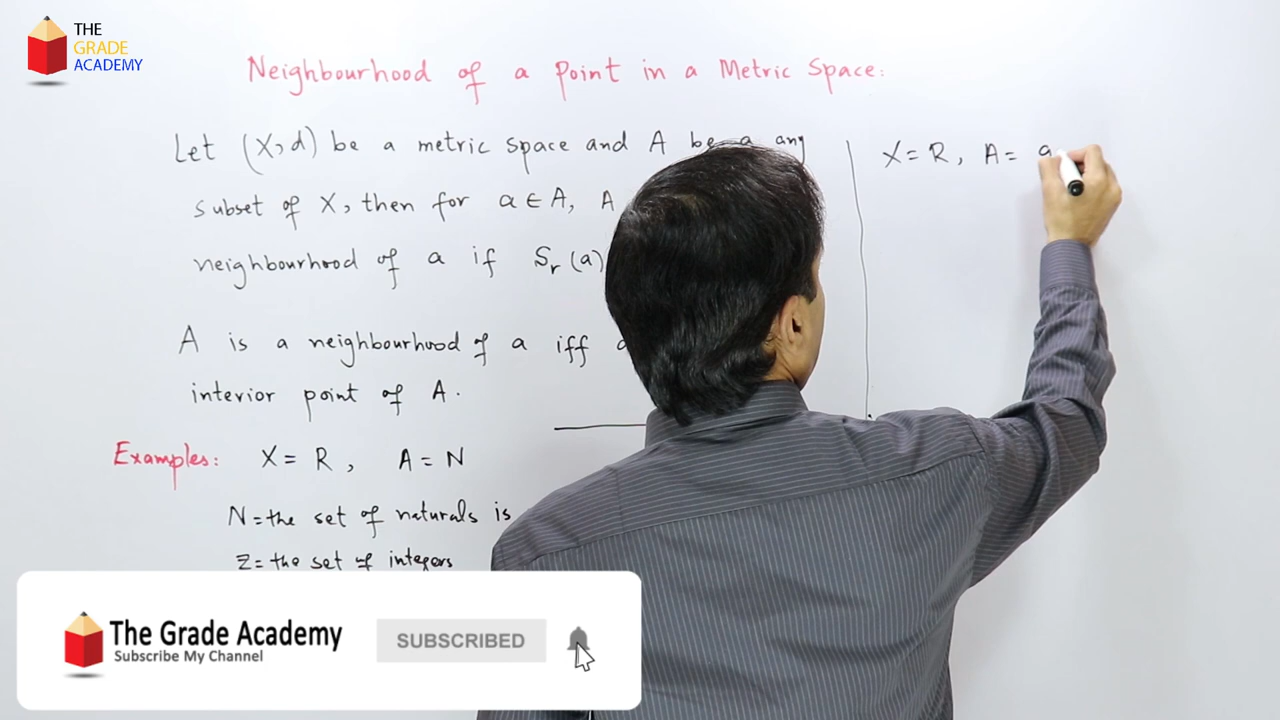 THE
GRADE
ACADEMY
Neighbourhood of a Point in a Metric Space:
Let (X, d) be a metric space and A be a any
subset of X, then for a ∈ A, A
neighbourhood of a if Sr (a)
A is a neighbourhood of a iff
interior point of A.
Examples: X = R, A = N
N = the set of naturals is
Z = the set of integers
X = R, A =
The Grade Academy
Subscribe My Channel
SUBSCRIBED